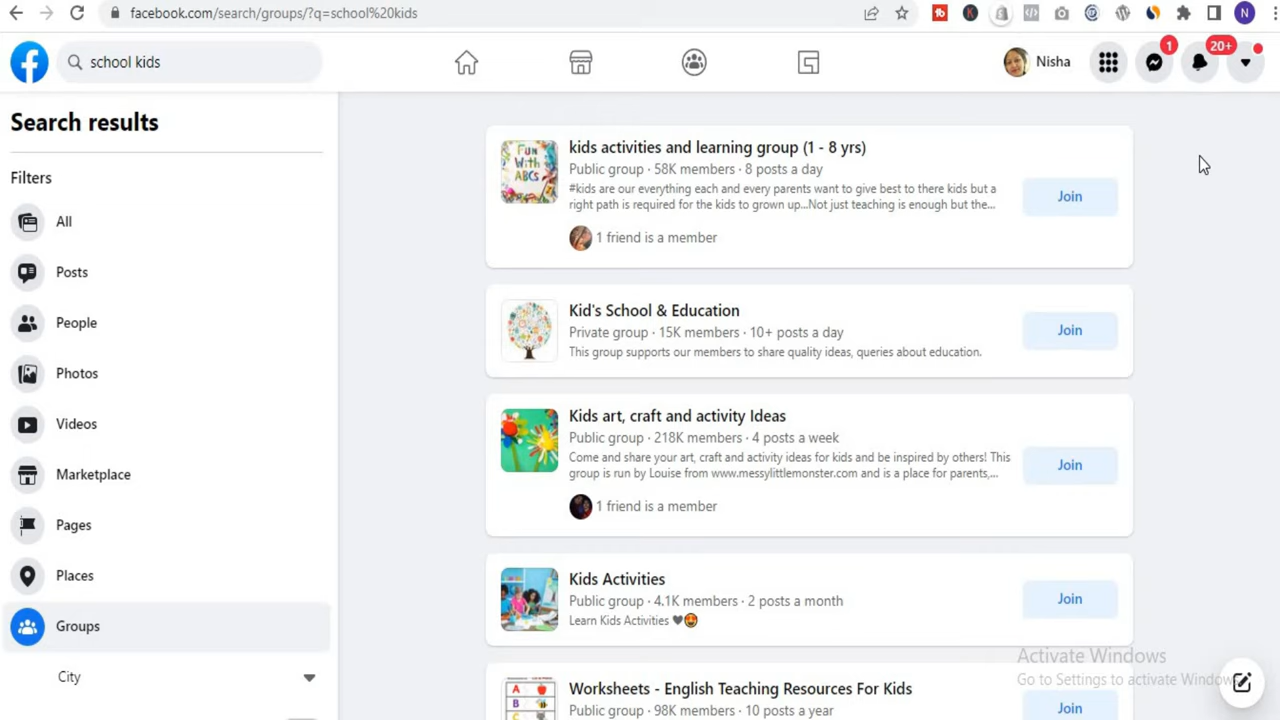 facebook.com/search/groups/?q=school%20kids
N
school kids
Nisha
1
20+
Search results
Filters
All
Posts
People
Photos
Videos
Marketplace
Pages
Places
Groups
City
FUN
With
ABCs
kids activities and learning group (1 - 8 yrs)
Public group · 58K members · 8 posts a day
#kids are our everything each and every parents want to give best to there kids but a
right path is required for the kids to grown up...Not just teaching is enough but the...
1 friend is a member
Join
Kid's School & Education
Private group · 15K members · 10+ posts a day
This group supports our members to share quality ideas, queries about education.
Join
Kids art, craft and activity Ideas
Public group · 218K members · 4 posts a week
Come and share your art, craft and activity ideas for kids and be inspired by others! This
group is run by Louise from www.messylittlemonster.com and is a place for parents,...
1 friend is a member
Join
Kids Activities
Public group · 4.1K members · 2 posts a month
Learn Kids Activities 🖤😍
Join
A
B
Worksheets - English Teaching Resources For Kids
Public group · 98K members · 10 posts a year
Join
Activate Windows
Go to Settings to activate Window